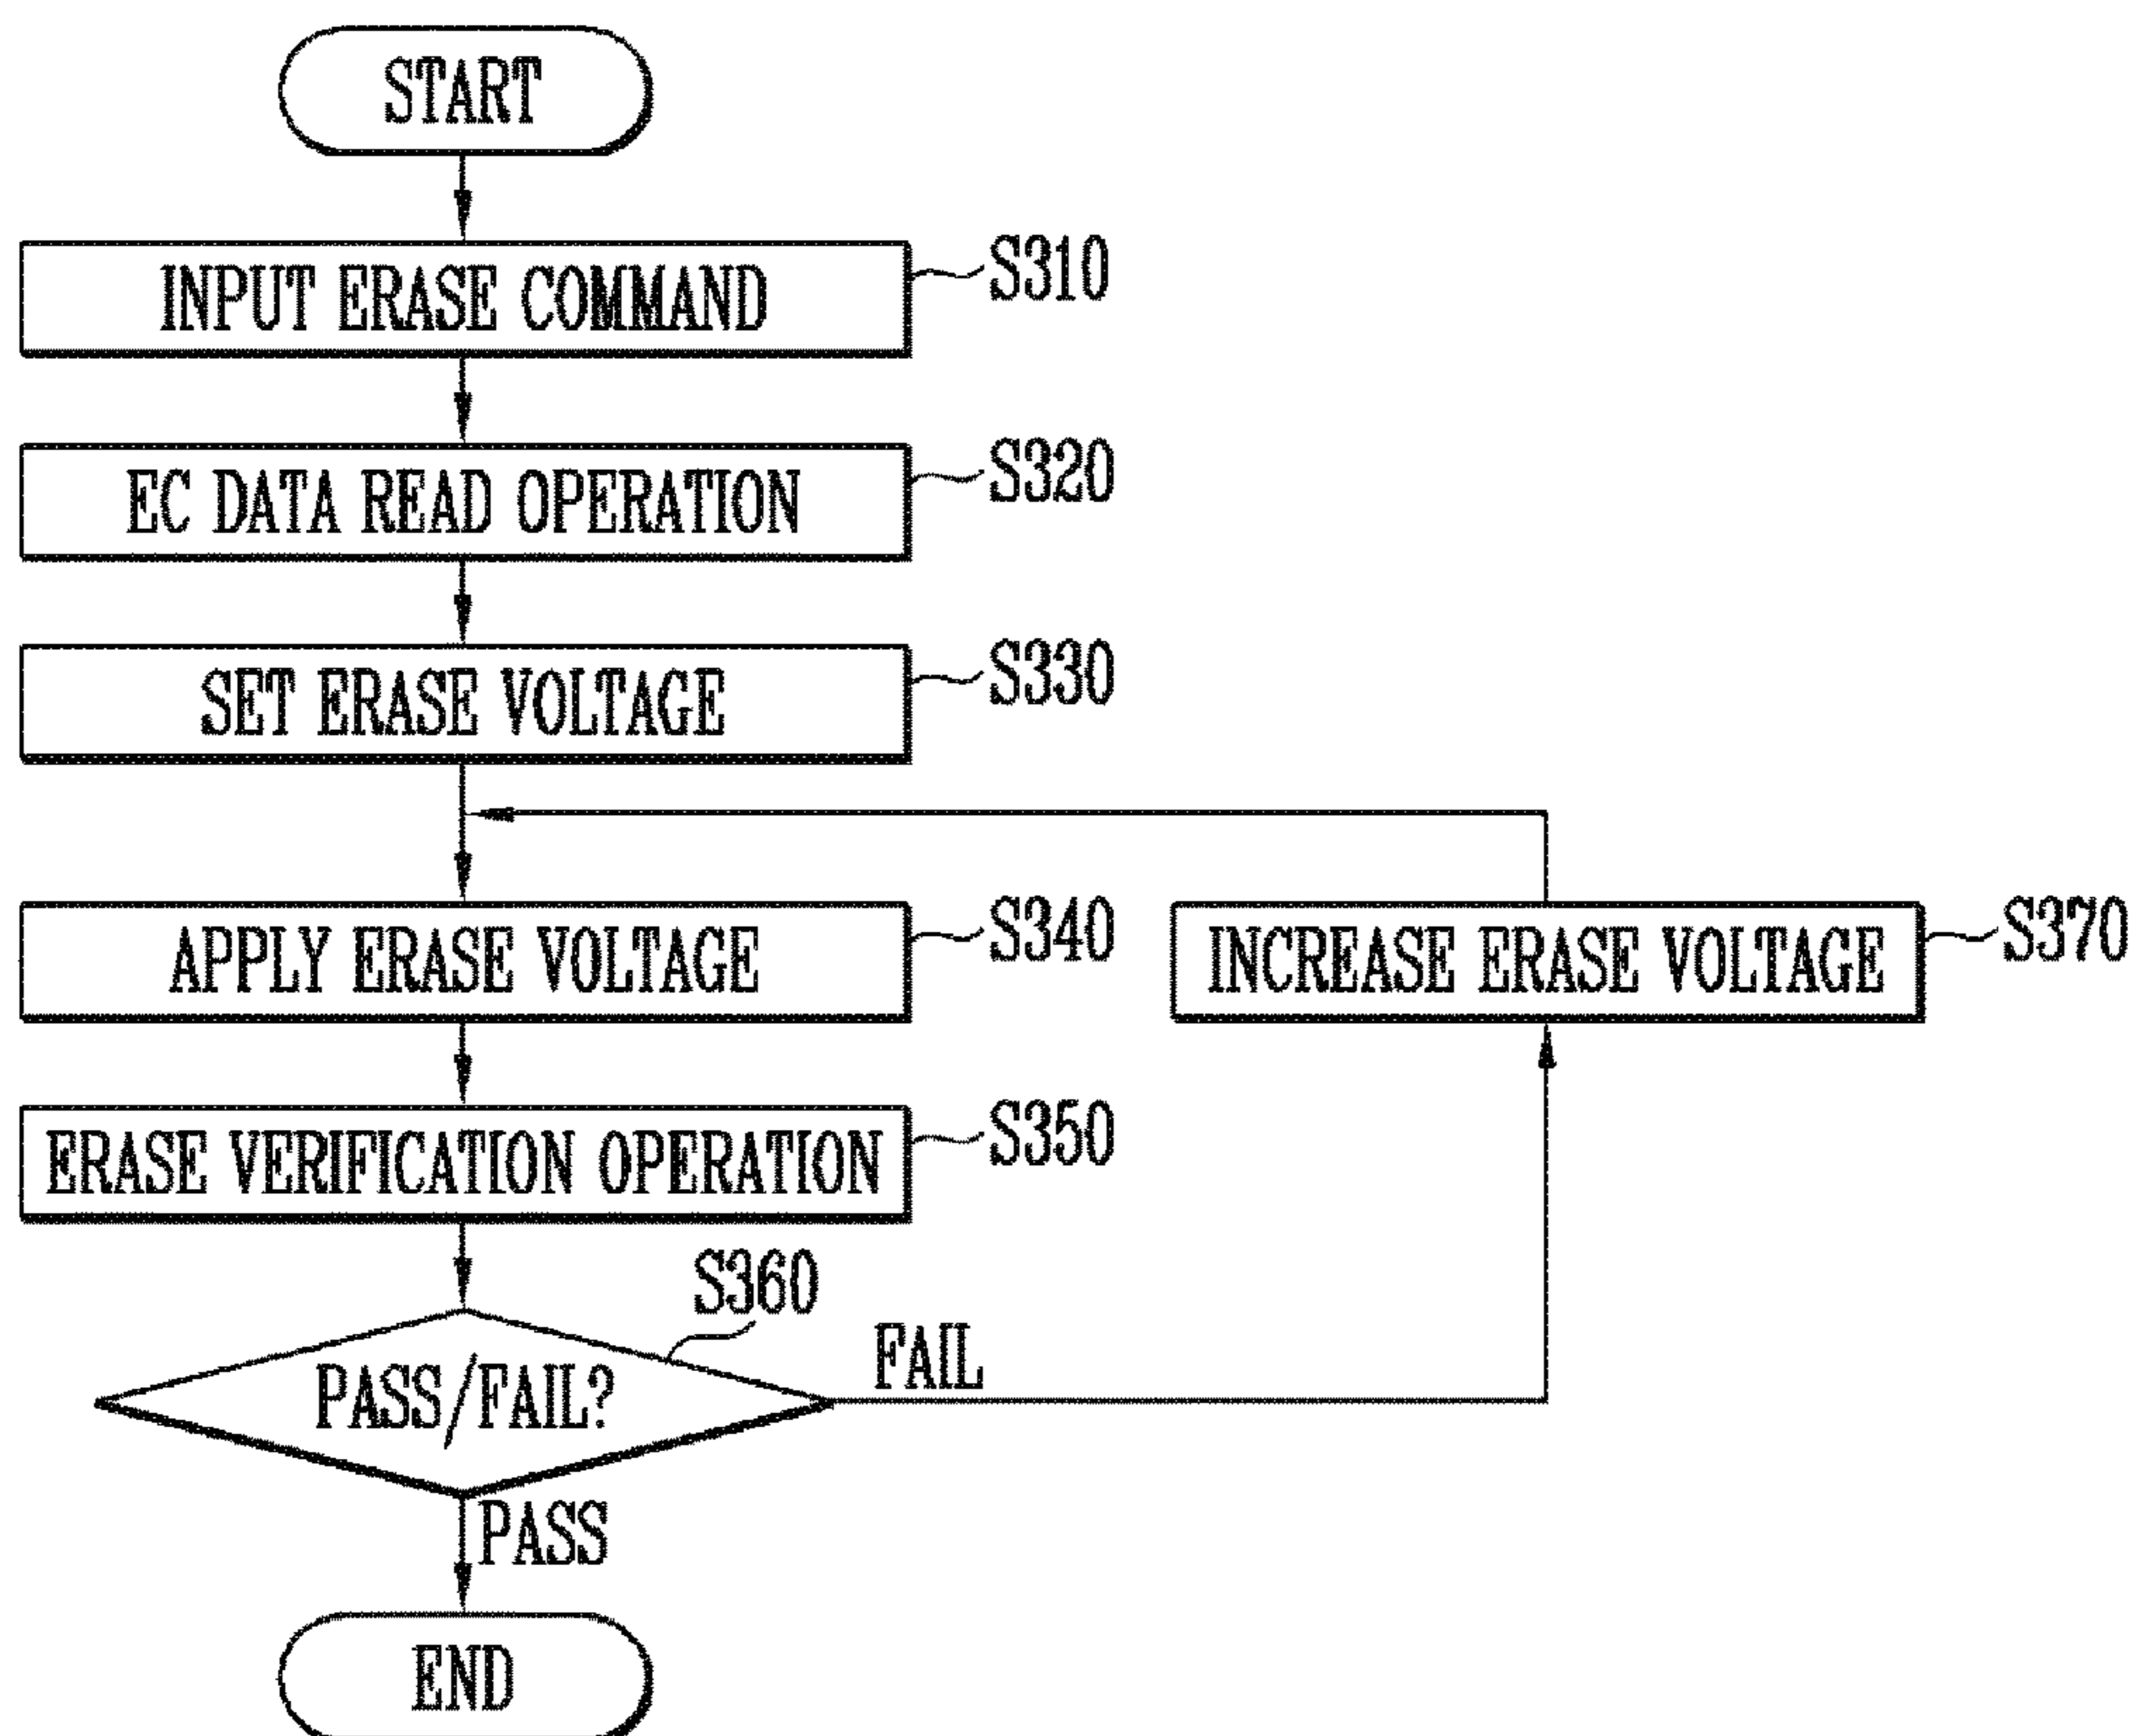 START
INPUT ERASE COMMAND
S310
EC DATA READ OPERATION
S320
SET ERASE VOLTAGE
S330
APPLY ERASE VOLTAGE
S340
INCREASE ERASE VOLTAGE
S370
ERASE VERIFICATION OPERATION
S350
S360
PASS/FAIL?
FAIL
PASS
END